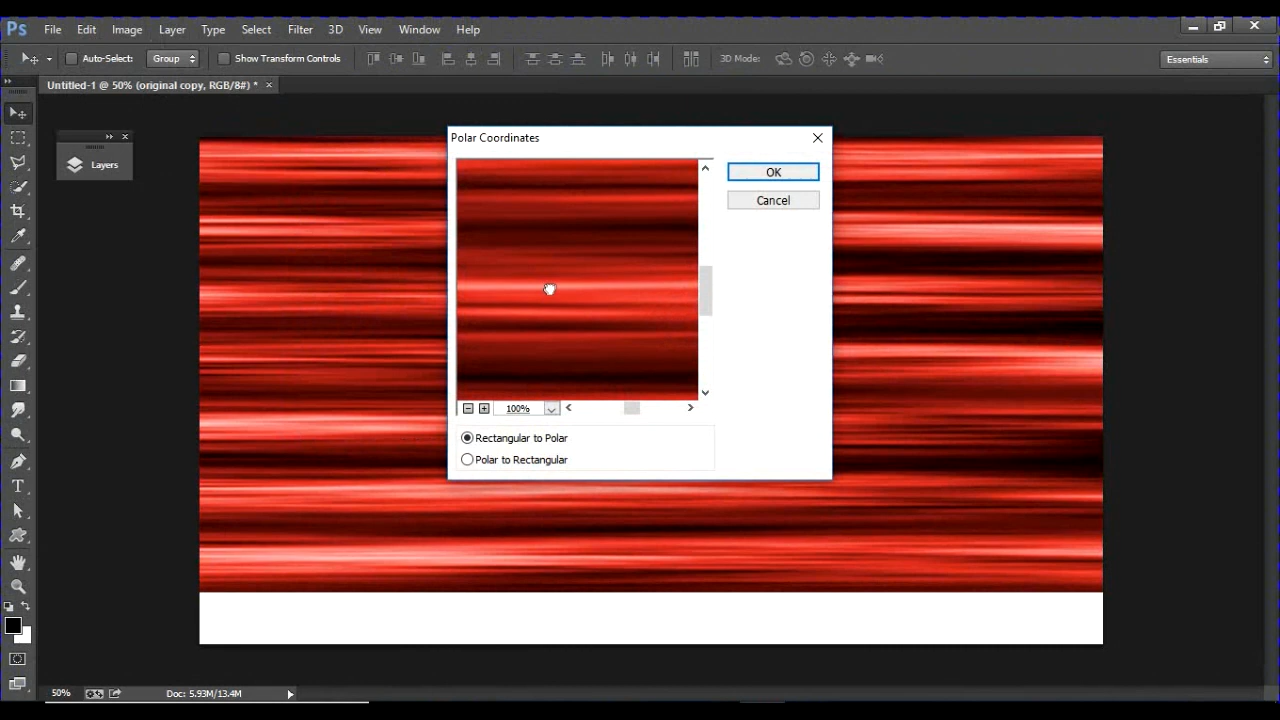 Ps File Edit Image Layer Type Select Filter 3D View Window Help
Auto-Select: Group Show Transform Controls 3D Mode: Essentials
Untitled-1 @ 50% (original copy, RGB/8#) *
Polar Coordinates
Layers
OK
Cancel
100%
Rectangular to Polar
Polar to Rectangular
50% Doc: 5.93M/13.4M